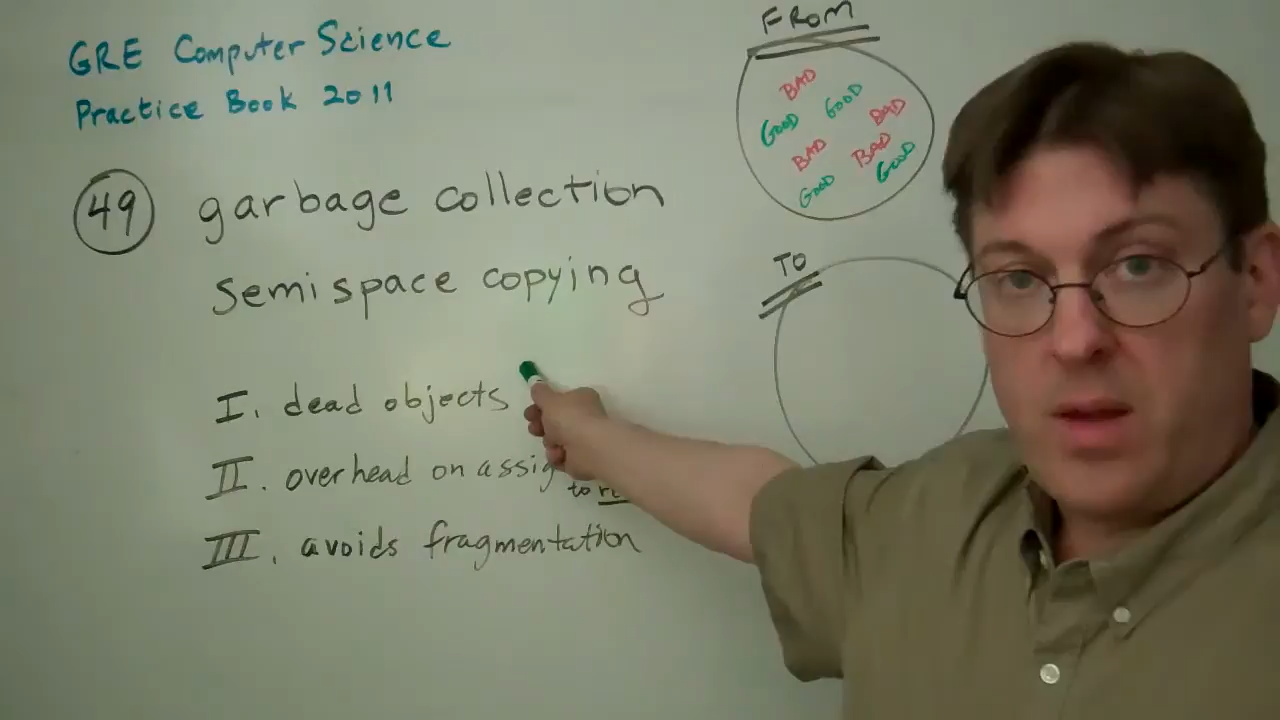 GRE Computer Science
Practice Book 2011
49 garbage collection
semispace copying
I. dead objects
II. overhead on
to
III. avoids fragmentation
FROM
BAD
GOOD
BAD
GOOD
BAD
BAD
GOOD
GOOD
TO